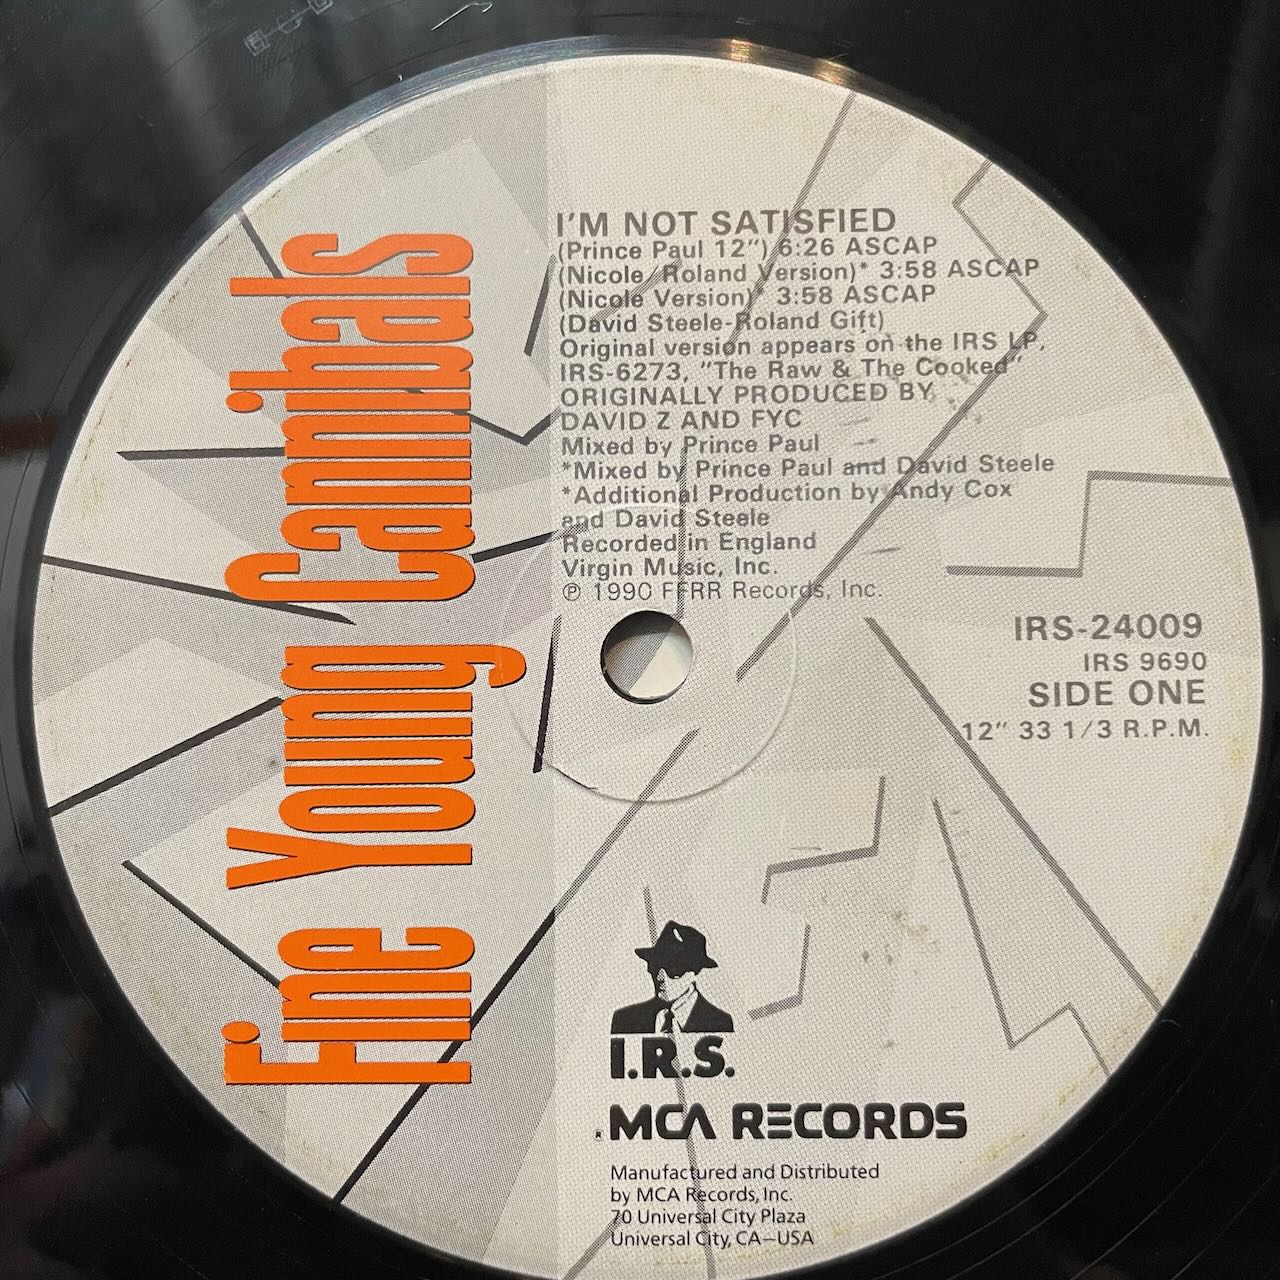 Fine Young Cannibals
I'M NOT SATISFIED
(Prince Paul 12") 6:26 ASCAP
(Nicole/Roland Version)* 3:58 ASCAP
(Nicole Version)* 3:58 ASCAP
(David Steele-Roland Gift)
Original version appears on the IRS LP,
IRS-6273, "The Raw & The Cooked"
ORIGINALLY PRODUCED BY
DAVID Z AND FYC
Mixed by Prince Paul
*Mixed by Prince Paul and David Steele
*Additional Production by Andy Cox
and David Steele
Recorded in England
Virgin Music, Inc.
℗ 1990 FFRR Records, Inc.
IRS-24009
IRS 9690
SIDE ONE
12" 33 1/3 R.P.M.
I.R.S.
® MCA RECORDS
Manufactured and Distributed
by MCA Records, Inc.
70 Universal City Plaza
Universal City, CA–USA